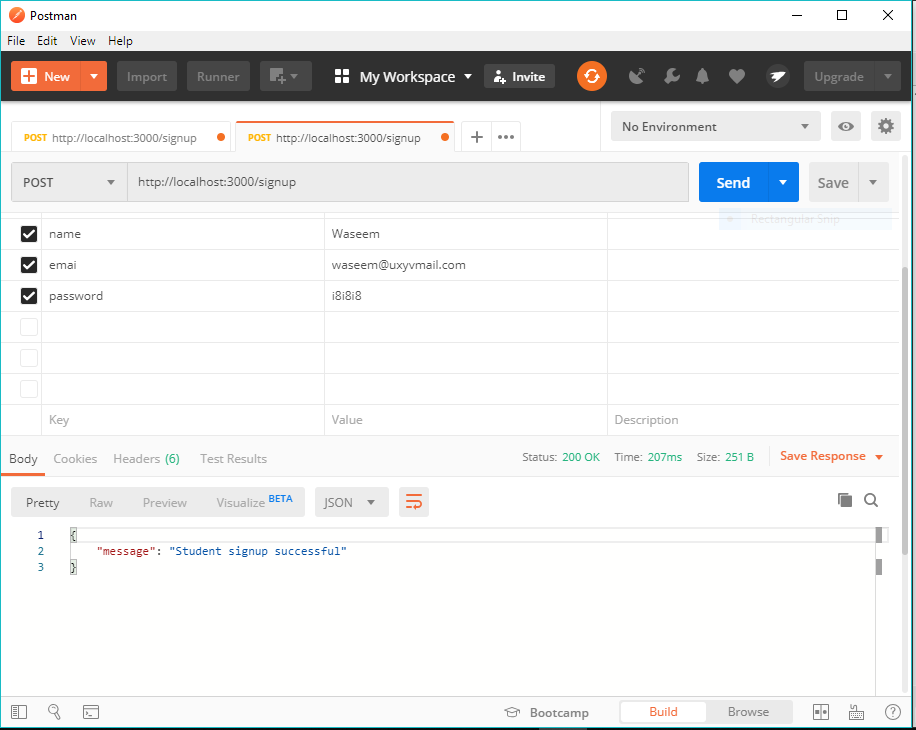 Postman
File Edit View Help
New Import Runner My Workspace Invite Upgrade
POST http://localhost:3000/signup POST http://localhost:3000/signup No Environment
POST http://localhost:3000/signup Send Save
Rectangular Snip
name Waseem
emai waseem@uxyvmail.com
password i8i8i8
Key Value Description
Body Cookies Headers (6) Test Results Status: 200 OK Time: 207ms Size: 251 B Save Response
Pretty Raw Preview Visualize BETA JSON
1 {
2 "message": "Student signup successful"
3 }
Bootcamp Build Browse